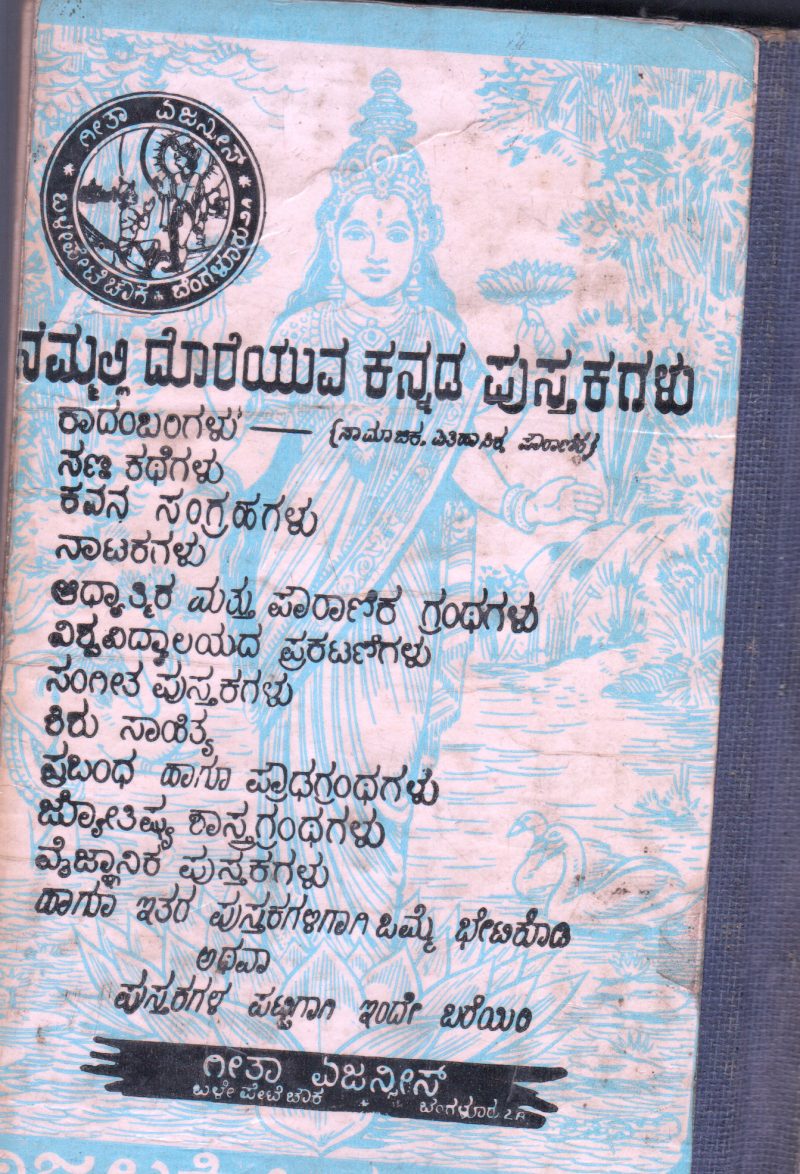 ಗೀತಾ ಏಜನ್ಸೀಸ್ * ಬಳೇಪೇಟೆ ಚೌಕ * ಬೆಂಗಳೂರು
ನಮ್ಮಲ್ಲಿ ದೊರೆಯುವ ಕನ್ನಡ ಪುಸ್ತಕಗಳು
ಕಾದಂಬರಿಗಳು — (ಸಾಮಾಜಿಕ, ಐತಿಹಾಸಿಕ, ಪೌರಾಣಿಕ)
ಸಣ್ಣ ಕಥೆಗಳು
ಕವನ ಸಂಗ್ರಹಗಳು
ನಾಟಕಗಳು
ಆಧ್ಯಾತ್ಮಿಕ ಮತ್ತು ಪೌರಾಣಿಕ ಗ್ರಂಥಗಳು
ವಿಶ್ವವಿದ್ಯಾಲಯದ ಪ್ರಕಟಣೆಗಳು
ಸಂಗೀತ ಪುಸ್ತಕಗಳು
ಶಿಶು ಸಾಹಿತ್ಯ
ಪ್ರಬಂಧ ಹಾಗೂ ಪ್ರೌಢಗ್ರಂಥಗಳು
ಜ್ಯೋತಿಷ್ಯ ಶಾಸ್ತ್ರಗ್ರಂಥಗಳು
ವೈಜ್ಞಾನಿಕ ಪುಸ್ತಕಗಳು
ಹಾಗೂ ಇತರ ಪುಸ್ತಕಗಳಿಗಾಗಿ ಒಮ್ಮೆ ಭೇಟಿಕೊಡಿ
ಅಥವಾ
ಪುಸ್ತಕಗಳ ಪಟ್ಟಿಗಾಗಿ ಇಂದೇ ಬರೆಯಿರಿ
ಗೀತಾ ಏಜನ್ಸೀಸ್
ಬಳೇಪೇಟೆ ಚೌಕ ಬೆಂಗಳೂರು